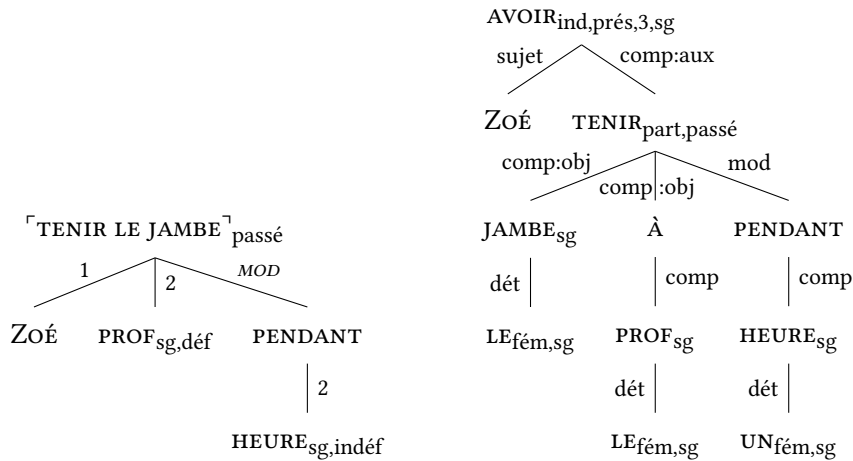 AVOIRind,prés,3,sg
sujet comp:aux
ZOÉ TENIRpart,passé
comp:obj comp:obj mod
JAMBEsg À PENDANT
dét comp comp
LEfém,sg PROFsg HEUREsg
dét dét
LEfém,sg UNfém,sg
⌜TENIR LE JAMBE⌝passé
1 2 MOD
ZOÉ PROFsg,déf PENDANT
2
HEUREsg,indéf